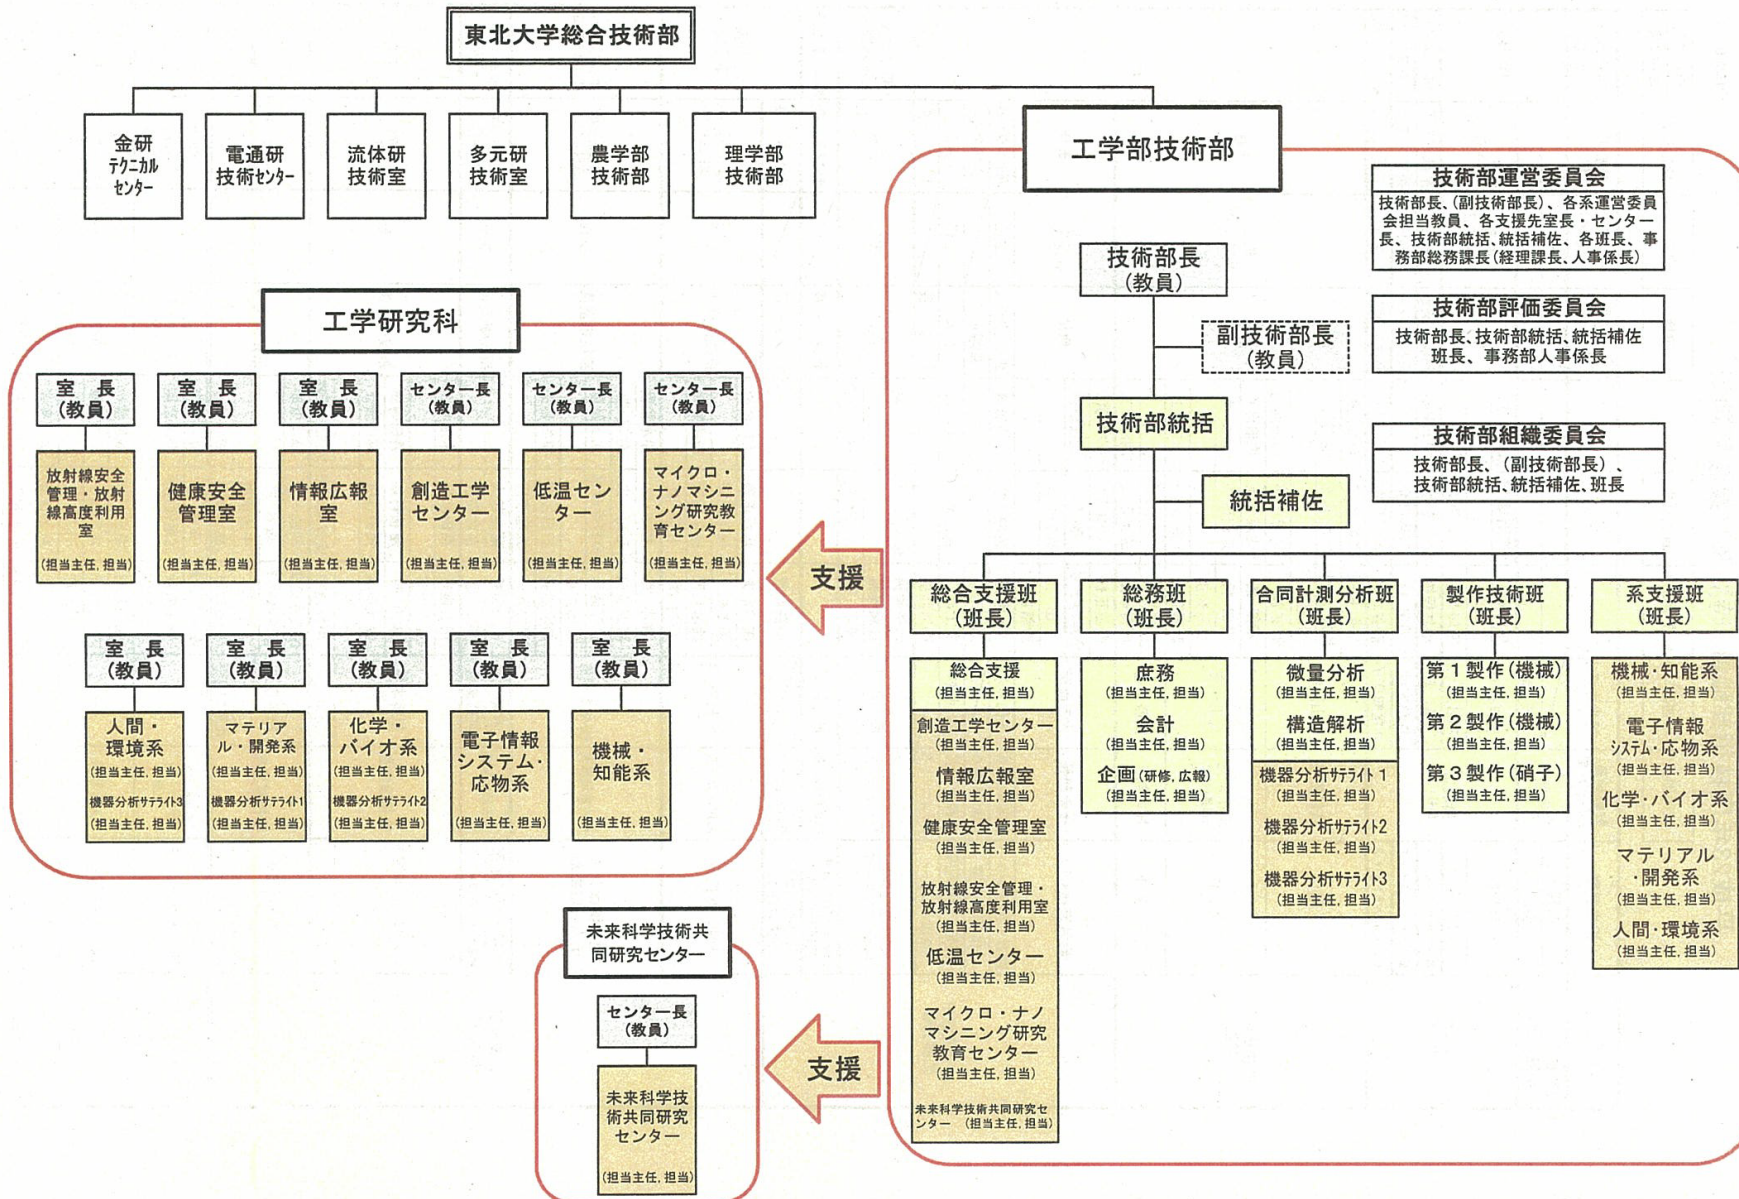 東北大学総合技術部
金研
テクニカル
センター
電通研
技術センター
流体研
技術室
多元研
技術室
農学部
技術部
理学部
技術部
工学部技術部
技術部運営委員会
技術部長、(副技術部長)、各系運営委員
会担当教員、各支援先室長・センター
長、技術部統括、統括補佐、各班長、事
務部総務課長(経理課長、人事係長)
技術部長
(教員)
副技術部長
(教員)
技術部評価委員会
技術部長、技術部統括、統括補佐
班長、事務部人事係長
技術部統括
技術部組織委員会
技術部長、(副技術部長)、
技術部統括、統括補佐、班長
統括補佐
工学研究科
室 長
(教員)
室 長
(教員)
室 長
(教員)
センター長
(教員)
センター長
(教員)
センター長
(教員)
放射線安全
管理・放射
線高度利用
室
(担当主任, 担当)
健康安全
管理室
(担当主任, 担当)
情報広報
室
(担当主任, 担当)
創造工学
センター
(担当主任, 担当)
低温セン
ター
(担当主任, 担当)
マイクロ・
ナノマシニ
ング研究教
育センター
(担当主任, 担当)
室 長
(教員)
室 長
(教員)
室 長
(教員)
室 長
(教員)
室 長
(教員)
人間・
環境系
(担当主任, 担当)
機器分析サテライト3
(担当主任, 担当)
マテリア
ル・開発系
(担当主任, 担当)
機器分析サテライト1
(担当主任, 担当)
化学・
バイオ系
(担当主任, 担当)
機器分析サテライト2
(担当主任, 担当)
電子情報
システム・
応物系
(担当主任, 担当)
機械・
知能系
(担当主任, 担当)
支援
総合支援班
(班長)
総合支援
(担当主任, 担当)
創造工学センター
(担当主任, 担当)
情報広報室
(担当主任, 担当)
健康安全管理室
(担当主任, 担当)
放射線安全管理・
放射線高度利用室
(担当主任, 担当)
低温センター
(担当主任, 担当)
マイクロ・ナノ
マシニング研究
教育センター
(担当主任, 担当)
未来科学技術共同研究セ
ンター (担当主任, 担当)
総務班
(班長)
庶務
(担当主任, 担当)
会計
(担当主任, 担当)
企画(研修, 広報)
(担当主任, 担当)
合同計測分析班
(班長)
微量分析
(担当主任, 担当)
構造解析
(担当主任, 担当)
機器分析サテライト1
(担当主任, 担当)
機器分析サテライト2
(担当主任, 担当)
機器分析サテライト3
(担当主任, 担当)
製作技術班
(班長)
第1製作(機械)
(担当主任, 担当)
第2製作(機械)
(担当主任, 担当)
第3製作(硝子)
(担当主任, 担当)
系支援班
(班長)
機械・知能系
(担当主任, 担当)
電子情報
システム・応物系
(担当主任, 担当)
化学・バイオ系
(担当主任, 担当)
マテリアル
・開発系
(担当主任, 担当)
人間・環境系
(担当主任, 担当)
未来科学技術共
同研究センター
センター長
(教員)
未来科学技
術共同研究
センター
(担当主任, 担当)
支援